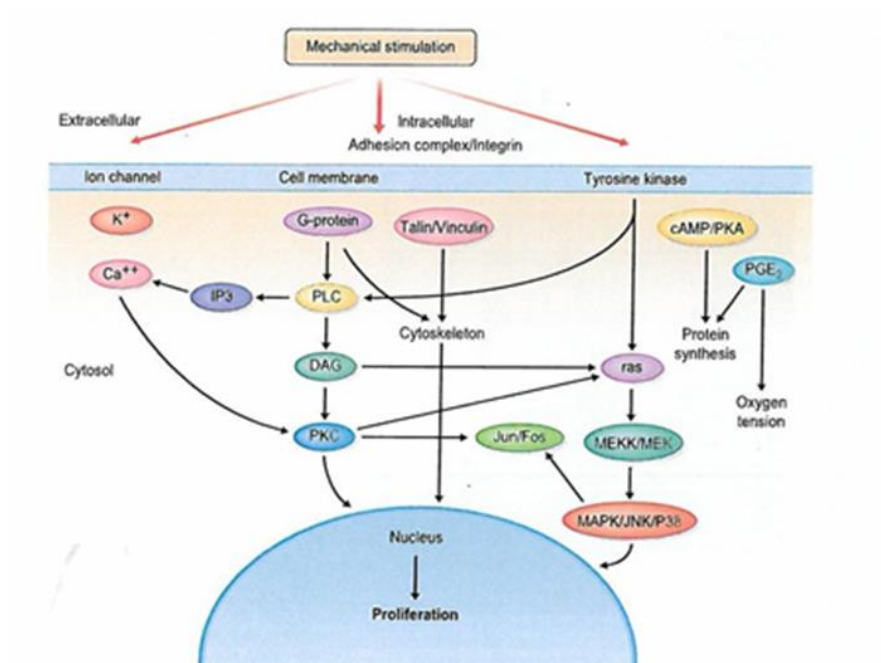 Mechanical stimulation
Extracellular
Intracellular
Adhesion complex/Integrin
Ion channel
Cell membrane
Tyrosine kinase
K+
G-protein
Talin/Vinculin
cAMP/PKA
Ca++
IP3
PLC
PGE2
Cytoskeleton
Protein
synthesis
Cytosol
DAG
ras
Oxygen
tension
PKC
Jun/Fos
MEKK/MEK
MAPK/JNK/P38
Nucleus
Proliferation